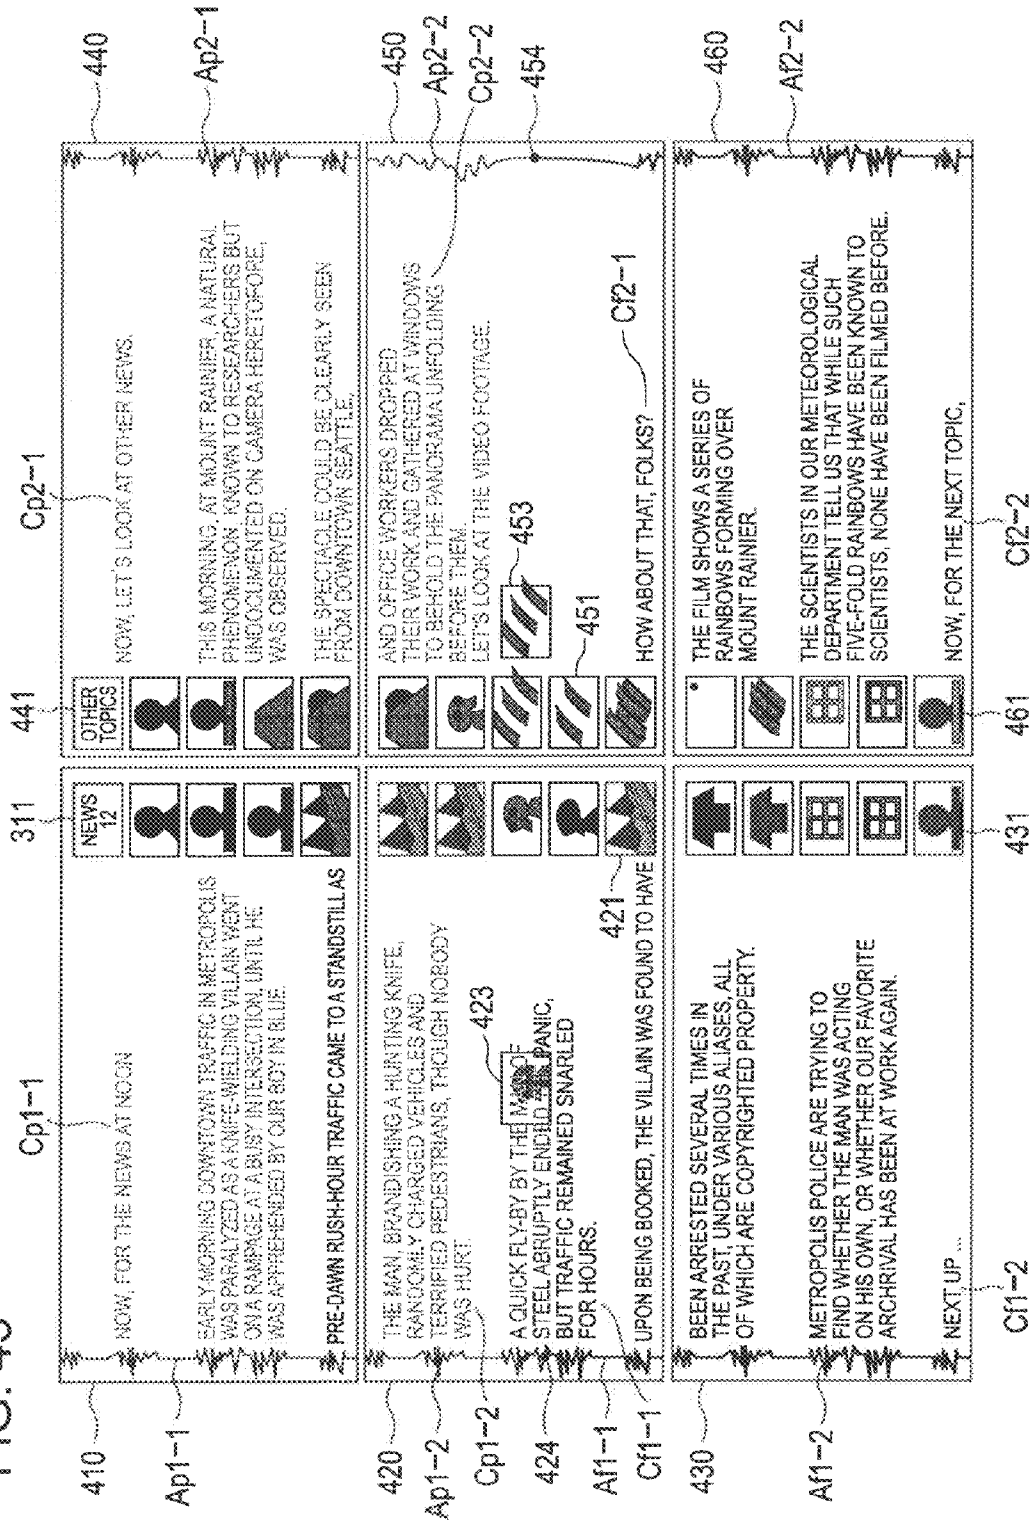 Cp1-1
311
441
Cp2-1
410
Ap1-1
NOW, FOR THE NEWS AT NOON
EARLY-MORNING DOWNTOWN TRAFFIC IN METROPOLIS
WAS PARALYZED AS A KNIFE-WIELDING VILLAIN WENT
ON A RAMPAGE AT A BUSY INTERSECTION, UNTIL HE
WAS APPREHENDED BY OUR BOY IN BLUE.
PRE-DAWN RUSH-HOUR TRAFFIC CAME TO A STANDSTILL AS
NEWS
12
OTHER
TOPICS
NOW, LET'S LOOK AT OTHER NEWS.
THIS MORNING, AT MOUNT RAINIER, A NATURAL
PHENOMENON KNOWN TO RESEARCHERS BUT
UNDOCUMENTED ON CAMERA HERETOFORE,
WAS OBSERVED.
THE SPECTACLE COULD BE CLEARLY SEEN
FROM DOWNTOWN SEATTLE,
440
Ap2-1
420
Ap1-2
Cp1-2
424
Af1-1
Cf1-1
THE MAN, BRANDISHING A HUNTING KNIFE,
RANDOMLY CHARGED VEHICLES AND
TERRIFIED PEDESTRIANS, THOUGH NOBODY
WAS HURT.
423
A QUICK FLY-BY BY THE MAN OF
STEEL ABRUPTLY ENDED PANIC,
BUT TRAFFIC REMAINED SNARLED
FOR HOURS.
UPON BEING BOOKED, THE VILLAIN WAS FOUND TO HAVE
421
AND OFFICE WORKERS DROPPED
THEIR WORK AND GATHERED AT WINDOWS
TO BEHOLD THE PANORAMA UNFOLDING
BEFORE THEM.
LET'S LOOK AT THE VIDEO FOOTAGE.
453
451
HOW ABOUT THAT, FOLKS?
Cf2-1
450
Ap2-2
Cp2-2
454
430
Af1-2
BEEN ARRESTED SEVERAL TIMES IN
THE PAST, UNDER VARIOUS ALIASES, ALL
OF WHICH ARE COPYRIGHTED PROPERTY.
METROPOLIS POLICE ARE TRYING TO
FIND WHETHER THE MAN WAS ACTING
ON HIS OWN, OR WHETHER OUR FAVORITE
ARCHRIVAL HAS BEEN AT WORK AGAIN.
NEXT UP ...
THE FILM SHOWS A SERIES OF
RAINBOWS FORMING OVER
MOUNT RAINIER.
THE SCIENTISTS IN OUR METEOROLOGICAL
DEPARTMENT TELL US THAT WHILE SUCH
FIVE-FOLD RAINBOWS HAVE BEEN KNOWN TO
SCIENTISTS, NONE HAVE BEEN FILMED BEFORE.
NOW, FOR THE NEXT TOPIC,
460
Af2-2
Cf1-2
431
461
Cf2-2